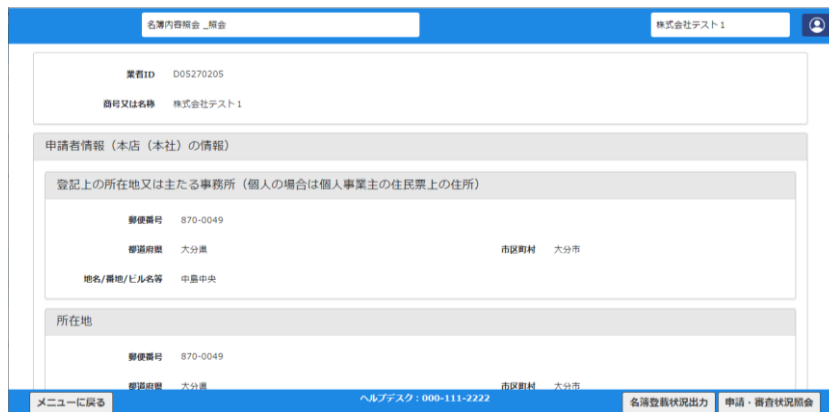 名簿内容照会 _照会 株式会社テスト1
業者ID D05270205
商号又は名称 株式会社テスト1
申請者情報（本店（本社）の情報）
登記上の所在地又は主たる事務所（個人の場合は個人事業主の住民票上の住所）
郵便番号 870-0049
都道府県 大分県 市区町村 大分市
地名/番地/ビル名等 中島中央
所在地
郵便番号 870-0049
都道府県 大分県 市区町村 大分市
メニューに戻る ヘルプデスク：000-111-2222 名簿登載状況出力 申請・審査状況照会